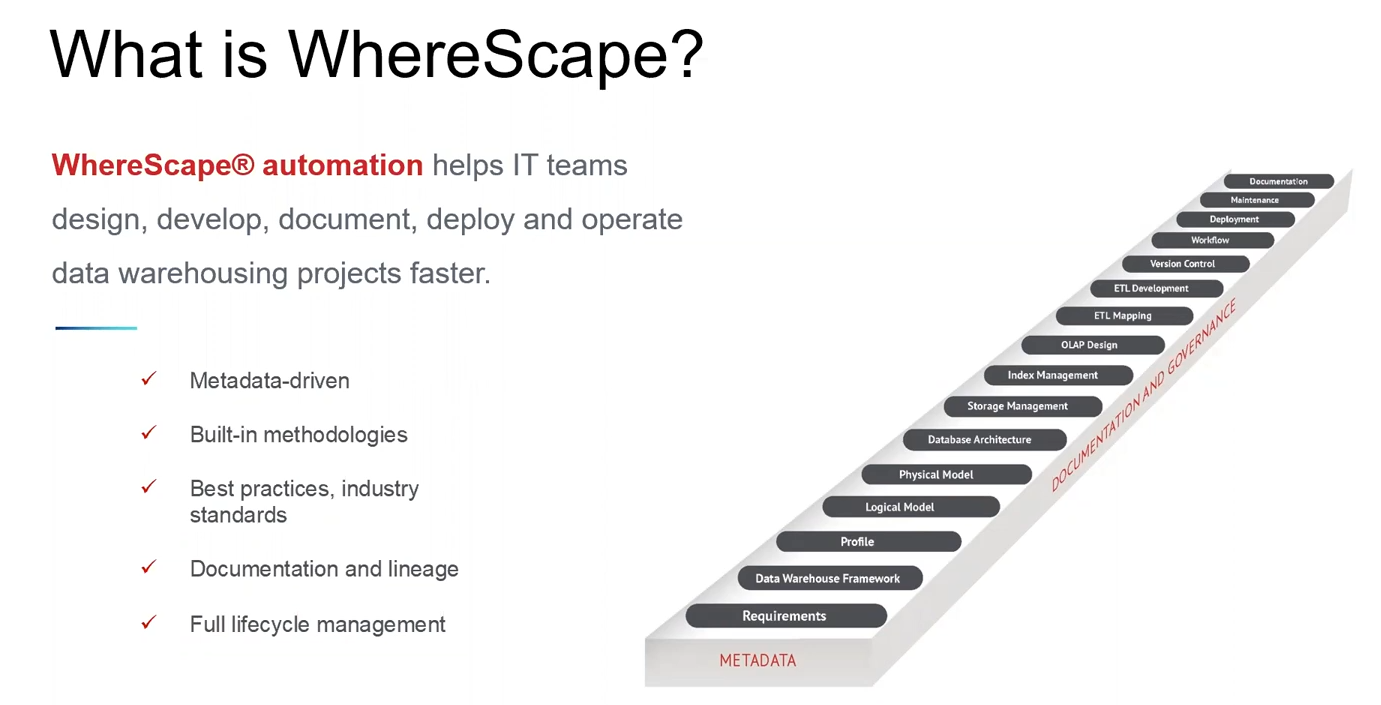 What is WhereScape?
WhereScape® automation helps IT teams
design, develop, document, deploy and operate
data warehousing projects faster.
Metadata-driven
Built-in methodologies
Best practices, industry
standards
Documentation and lineage
Full lifecycle management
Documentation
Maintenance
Deployment
Workflow
Version Control
ETL Development
ETL Mapping
OLAP Design
Index Management
Storage Management
Database Architecture
Physical Model
Logical Model
Profile
Data Warehouse Framework
Requirements
METADATA
DOCUMENTATION AND GOVERNANCE